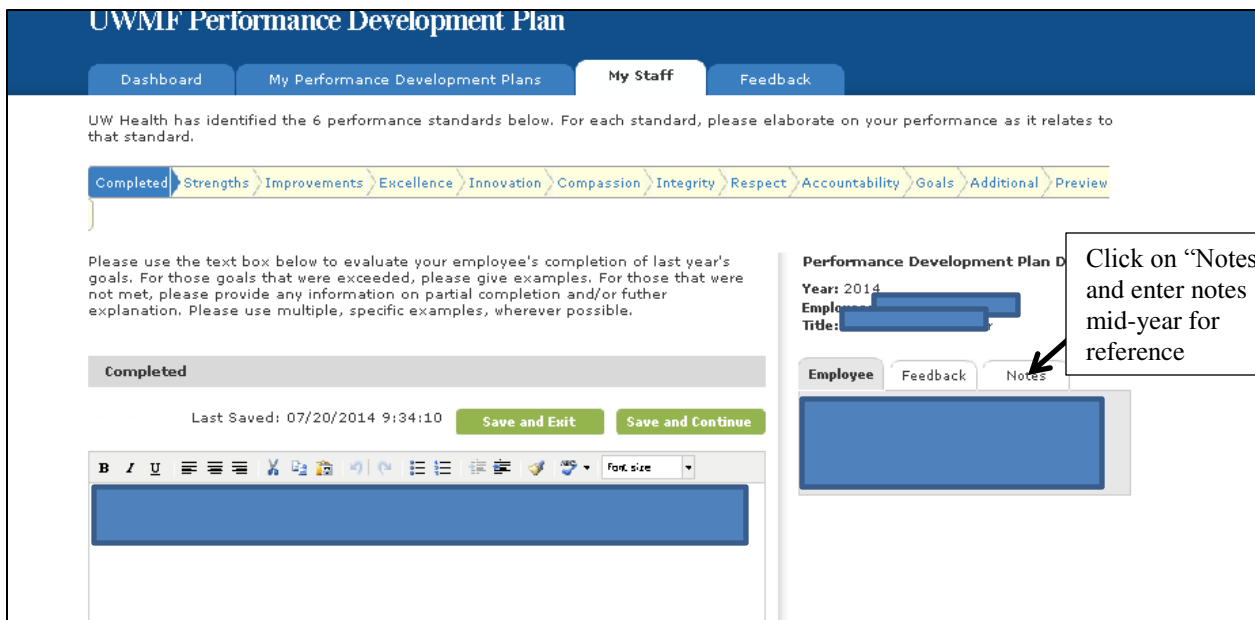 UWMF Performance Development Plan
Dashboard My Performance Development Plans My Staff Feedback
UW Health has identified the 6 performance standards below. For each standard, please elaborate on your performance as it relates to
that standard.
Completed Strengths Improvements Excellence Innovation Compassion Integrity Respect Accountability Goals Additional Preview
Please use the text box below to evaluate your employee's completion of last year's
goals. For those goals that were exceeded, please give examples. For those that were
not met, please provide any information on partial completion and/or futher
explanation. Please use multiple, specific examples, wherever possible.
Completed
Last Saved: 07/20/2014 9:34:10 Save and Exit Save and Continue
B I U Font size
Performance Development Plan D
Year: 2014
Title:
Click on “Notes
and enter notes
mid-year for
reference
Employee Feedback Notes